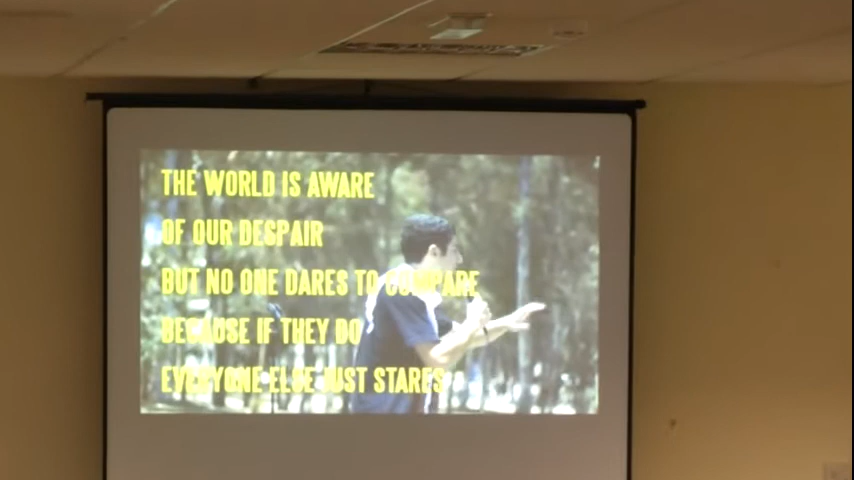 THE WORLD IS AWARE
OF OUR DESPAIR
BUT NO ONE DARES TO COMPARE
BECAUSE IF THEY DO
EVERYONE ELSE JUST STARES